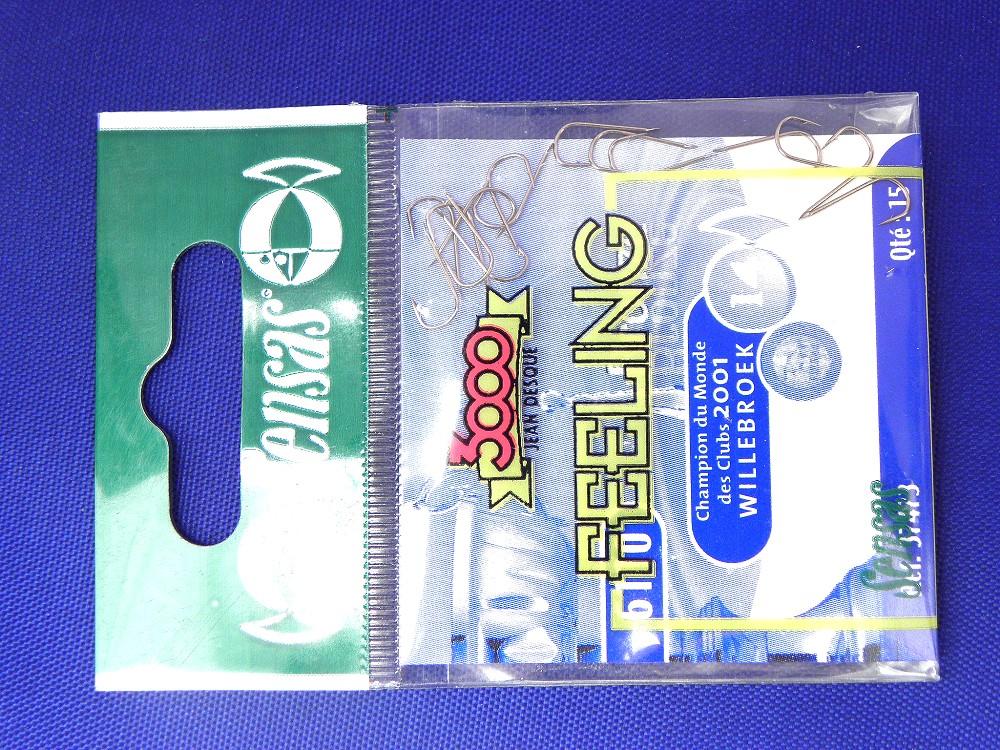 Sensas
3000
JEAN DESQUE
FEELING
Champion du Monde
des Clubs 2001
WILLEBROEK
Qté : 15
Sensas